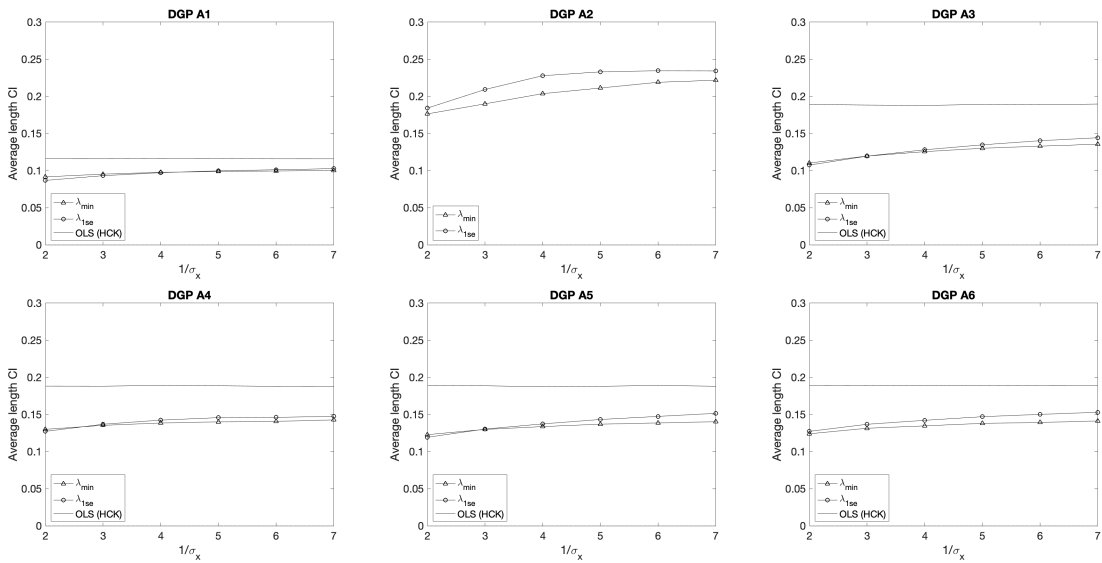 DGP A1
Average length CI
0.3
0.25
0.2
0.15
0.1
0.05
0
λmin
λ1se
OLS (HCK)
2 3 4 5 6 7
1/σx
DGP A2
Average length CI
0.3
0.25
0.2
0.15
0.1
0.05
0
λmin
λ1se
2 3 4 5 6 7
1/σx
DGP A3
Average length CI
0.3
0.25
0.2
0.15
0.1
0.05
0
λmin
λ1se
OLS (HCK)
2 3 4 5 6 7
1/σx
DGP A4
Average length CI
0.3
0.25
0.2
0.15
0.1
0.05
0
λmin
λ1se
OLS (HCK)
2 3 4 5 6 7
1/σx
DGP A5
Average length CI
0.3
0.25
0.2
0.15
0.1
0.05
0
λmin
λ1se
OLS (HCK)
2 3 4 5 6 7
1/σx
DGP A6
Average length CI
0.3
0.25
0.2
0.15
0.1
0.05
0
λmin
λ1se
OLS (HCK)
2 3 4 5 6 7
1/σx